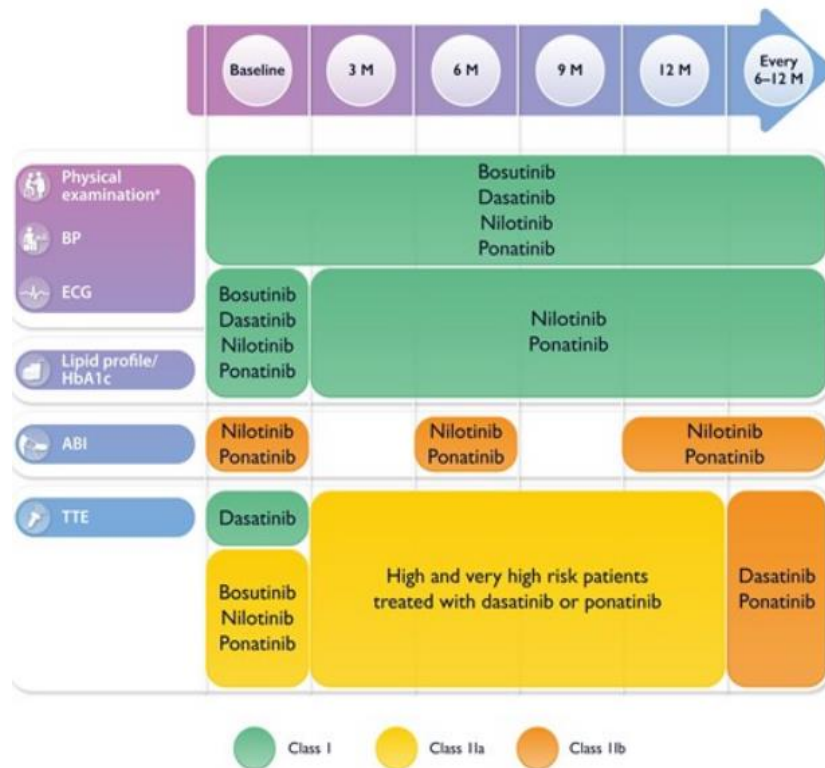 Baseline
3 M
6 M
9 M
12 M
Every
6–12 M
Physical
examinationª
BP
ECG
Bosutinib
Dasatinib
Nilotinib
Ponatinib
Bosutinib
Dasatinib
Nilotinib
Ponatinib
Nilotinib
Ponatinib
Lipid profile/
HbA1c
ABI
Nilotinib
Ponatinib
Nilotinib
Ponatinib
Nilotinib
Ponatinib
TTE
Dasatinib
Bosutinib
Nilotinib
Ponatinib
High and very high risk patients
treated with dasatinib or ponatinib
Dasatinib
Ponatinib
Class I
Class IIa
Class IIb